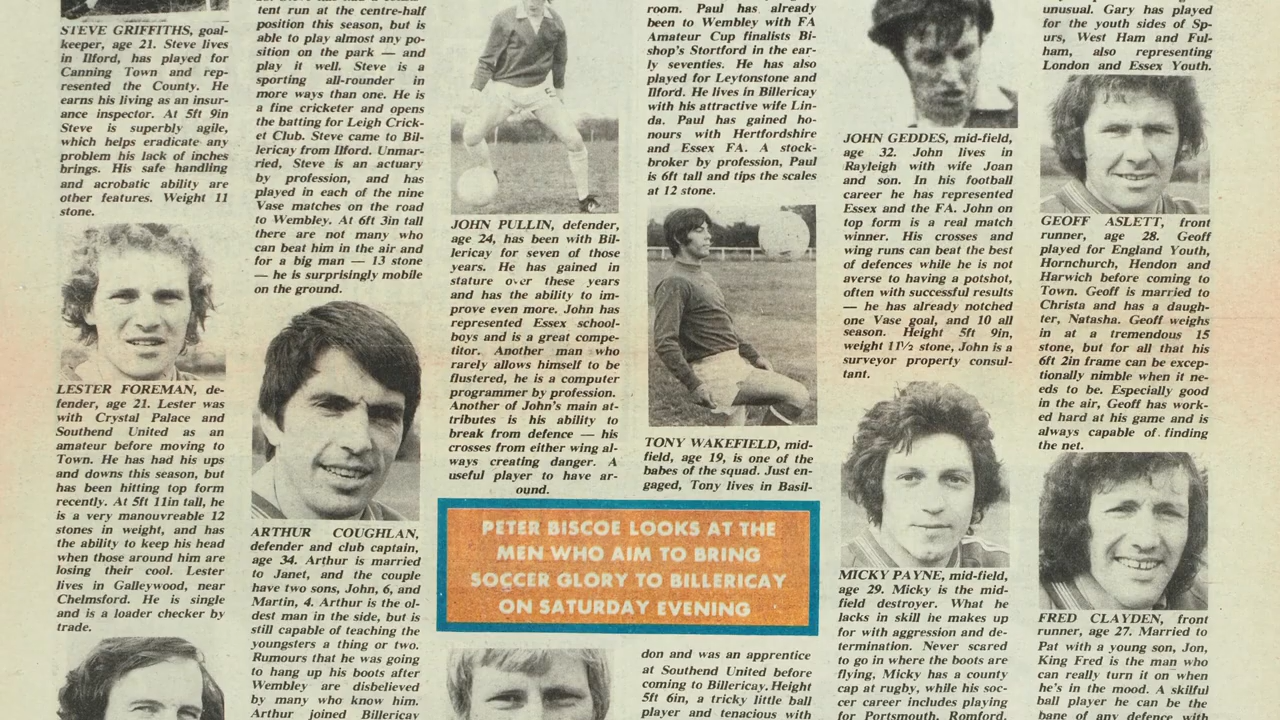 STEVE GRIFFITHS, goal-
keeper, age 21. Steve lives
in Ilford, has played for
Canning Town and rep-
resented the County. He
earns his living as an insur-
ance inspector. At 5ft 9in
Steve is superbly agile,
which helps eradicate any
problem his lack of inches
brings. His safe handling
and acrobatic ability are
other features. Weight 11
stone.
LESTER FOREMAN, de-
fender, age 21. Lester was
with Crystal Palace and
Southend United as an
amateur before moving to
Town. He has had his ups
and downs this season, but
has been hitting top form
recently. At 5ft 11in tall, he
is a very manouvreable 12
stones in weight, and has
the ability to keep his head
when those around him are
losing their cool. Lester
lives in Galleywood, near
Chelmsford. He is single
and is a loader checker by
trade.
tent run at the centre-half
position this season, but is
able to play almost any po-
sition on the park — and
play it well. Steve is a
sporting all-rounder in
more ways than one. He is
a fine cricketer and opens
the batting for Leigh Crick-
et Club. Steve came to Bil-
lericay from Ilford. Unmar-
ried, Steve is an actuary
by profession, and has
played in each of the nine
Vase matches on the road
to Wembley. At 6ft 3in tall
there are not many who
can beat him in the air and
for a big man — 13 stone
— he is surprisingly mobile
on the ground.
ARTHUR COUGHLAN,
defender and club captain,
age 34. Arthur is married
to Janet, and the couple
have two sons, John, 6, and
Martin, 4. Arthur is the ol-
dest man in the side, but is
still capable of teaching the
youngsters a thing or two.
Rumours that he was going
to hang up his boots after
Wembley are disbelieved
by many who know him.
Arthur joined Billericay
JOHN PULLIN, defender,
age 24, has been with Bil-
lericay for seven of those
years. He has gained in
stature over these years
and has the ability to im-
prove even more. John has
represented Essex school-
boys and is a great compe-
titor. Another man who
rarely allows himself to be
flustered, he is a computer
programmer by profession.
Another of John's main at-
tributes is his ability to
break from defence — his
crosses from either wing al-
ways creating danger. A
useful player to have ar-
ound.
PETER BISCOE LOOKS AT THE
MEN WHO AIM TO BRING
SOCCER GLORY TO BILLERICAY
ON SATURDAY EVENING
room. Paul has already
been to Wembley with FA
Amateur Cup finalists Bi-
shop's Stortford in the ear-
ly seventies. He has also
played for Leytonstone and
Ilford. He lives in Billericay
with his attractive wife Lin-
da. Paul has gained ho-
nours with Hertfordshire
and Essex FA. A stock-
broker by profession, Paul
is 6ft tall and tips the scales
at 12 stone.
TONY WAKEFIELD, mid-
field, age 19, is one of the
babes of the squad. Just en-
gaged, Tony lives in Basil-
don and was an apprentice
at Southend United before
coming to Billericay. Height
5ft 6in, a tricky little ball
player and tenacious with
JOHN GEDDES, mid-field,
age 32. John lives in
Rayleigh with wife Joan
and son. In his football
career he has represented
Essex and the FA. John on
top form is a real match
winner. His crosses and
wing runs can beat the best
of defences while he is not
averse to having a potshot,
often with successful results
— he has already notched
one Vase goal, and 10 all
season. Height 5ft 9in,
weight 11½ stone, John is a
surveyor property consul-
tant.
MICKY PAYNE, mid-field,
age 29. Micky is the mid-
field destroyer. What he
lacks in skill he makes up
for with aggression and de-
termination. Never scared
to go in where the boots are
flying, Micky has a county
cap at rugby, while his soc-
cer career includes playing
for Portsmouth, Romford,
unusual. Gary has played
for the youth sides of Sp-
urs, West Ham and Ful-
ham, also representing
London and Essex Youth.
GEOFF ASLETT, front
runner, age 28. Geoff
played for England Youth,
Hornchurch, Hendon and
Harwich before coming to
Town. Geoff is married to
Christa and has a daugh-
ter, Natasha. Geoff weighs
in at a tremendous 15
stone, but for all that his
6ft 2in frame can be excep-
tionally nimble when it ne-
eds to be. Especially good
in the air, Geoff has work-
ed hard at his game and is
always capable of finding
the net.
FRED CLAYDEN, front
runner, age 27. Married to
Pat with a young son, Jon,
King Fred is the man who
can really turn it on when
he's in the mood. A skilful
ball player he can be the
bane of any defence with